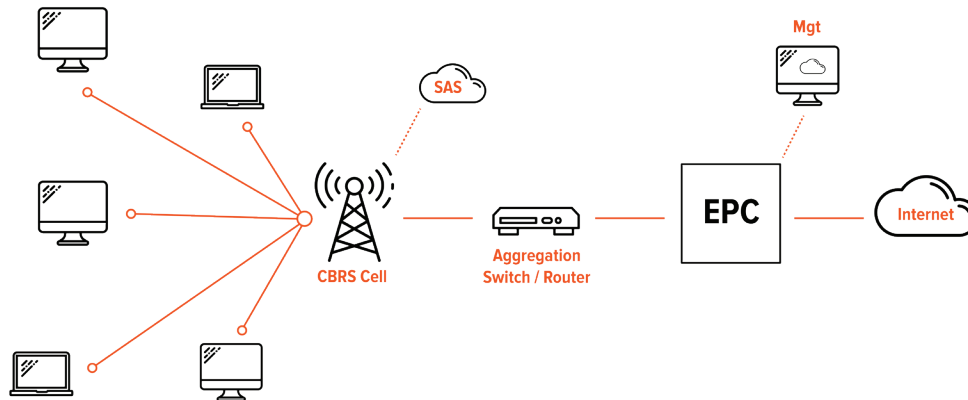 Mgt
SAS
EPC
Internet
Aggregation
Switch / Router
CBRS Cell